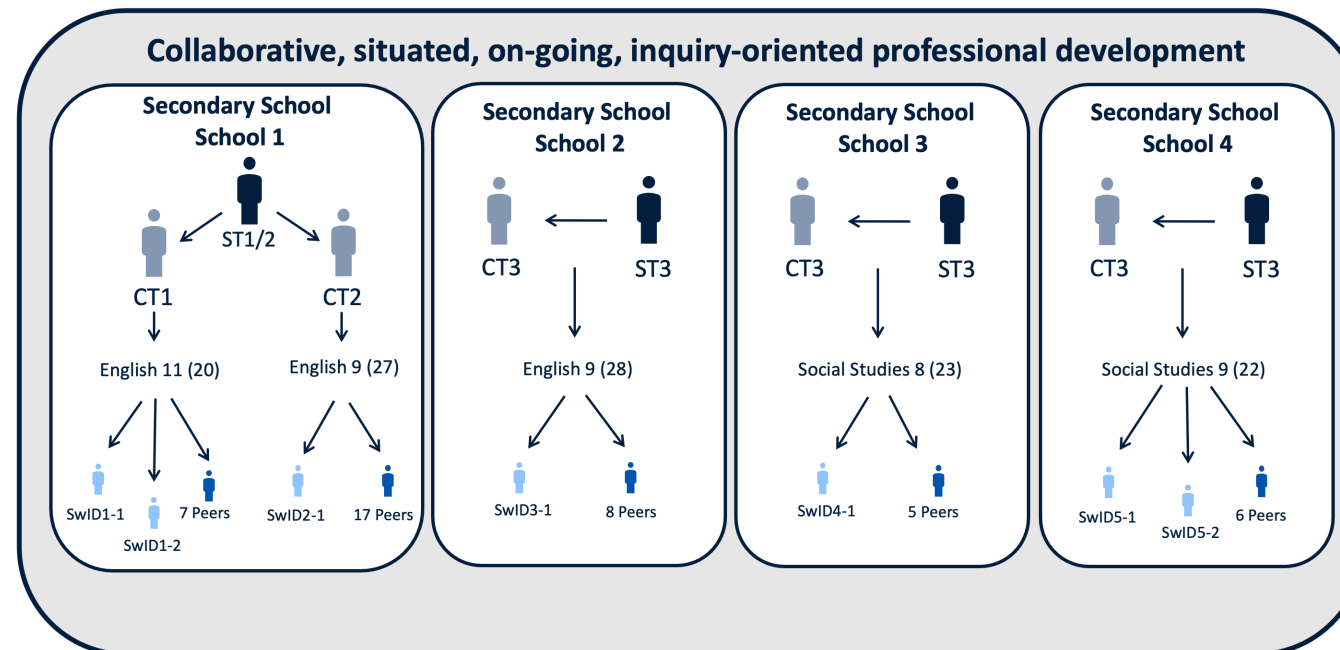 Collaborative, situated, on-going, inquiry-oriented professional development
Secondary School
School 1
ST1/2
CT1
CT2
English 11 (20)
English 9 (27)
SwID1-1
SwID1-2
7 Peers
SwID2-1
17 Peers
Secondary School
School 2
CT3
ST3
English 9 (28)
SwID3-1
8 Peers
Secondary School
School 3
CT3
ST3
Social Studies 8 (23)
SwID4-1
5 Peers
Secondary School
School 4
CT3
ST3
Social Studies 9 (22)
SwID5-1
SwID5-2
6 Peers